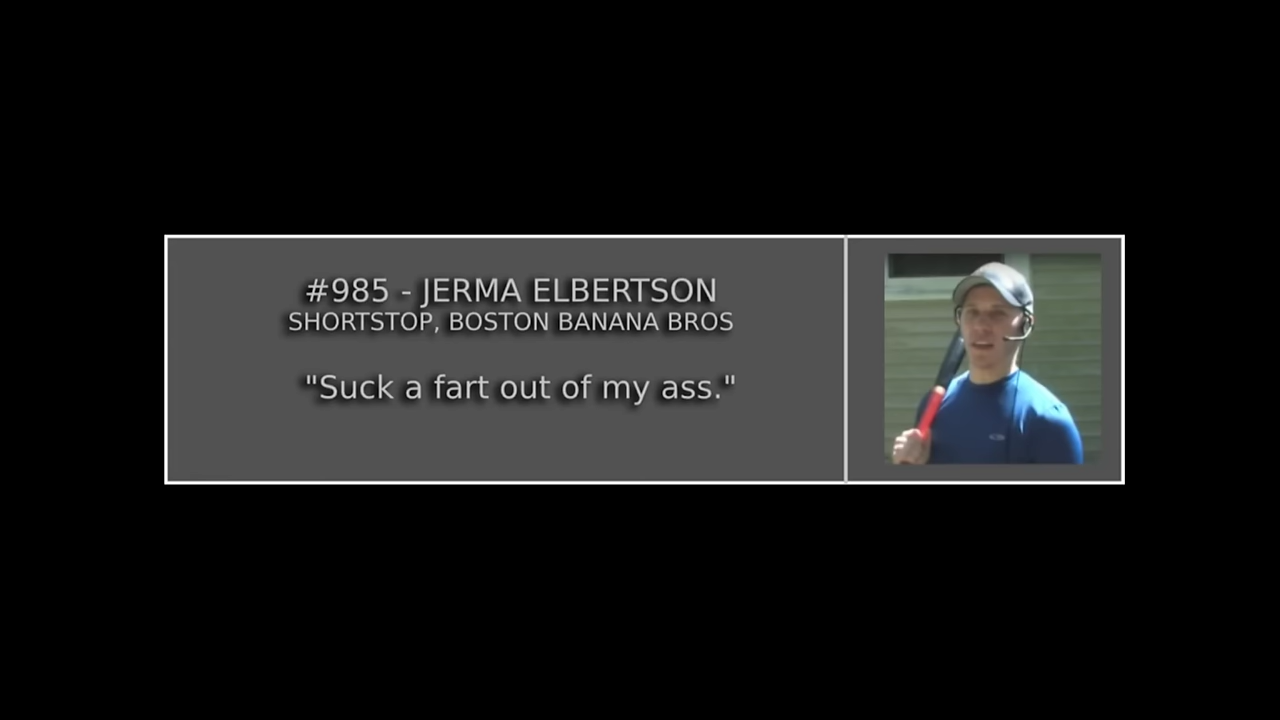 #985 - JERMA ELBERTSON
SHORTSTOP, BOSTON BANANA BROS
"Suck a fart out of my ass."